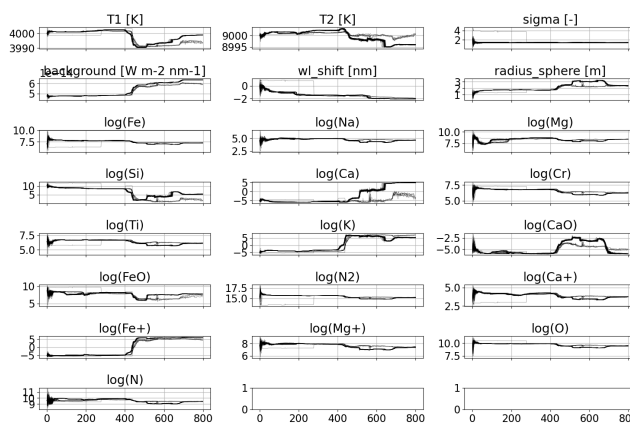 T1 [K] T2 [K] sigma [-]
4000 9000 4
3990 8995 2
1e−14 background [W m-2 nm-1] wl_shift [nm] radius_sphere [m]
6 0 3
5 −2 2
1
log(Fe) log(Na) log(Mg)
10.0 5.0 10.0
7.5 2.5 7.5
log(Si) log(Ca) log(Cr)
10 5 7.5
5 0 5.0
−5
log(Ti) log(K) log(CaO)
7.5 5 −2.5
5.0 0 −5.0
−5
log(FeO) log(N2) log(Ca+)
10 17.5 5.0
5 15.0 2.5
log(Fe+) log(Mg+) log(O)
5 8 10.0
0 6 7.5
−5
log(N)
11 1 1
10
9 0 0
0 200 400 600 800 0 200 400 600 800 0 200 400 600 800